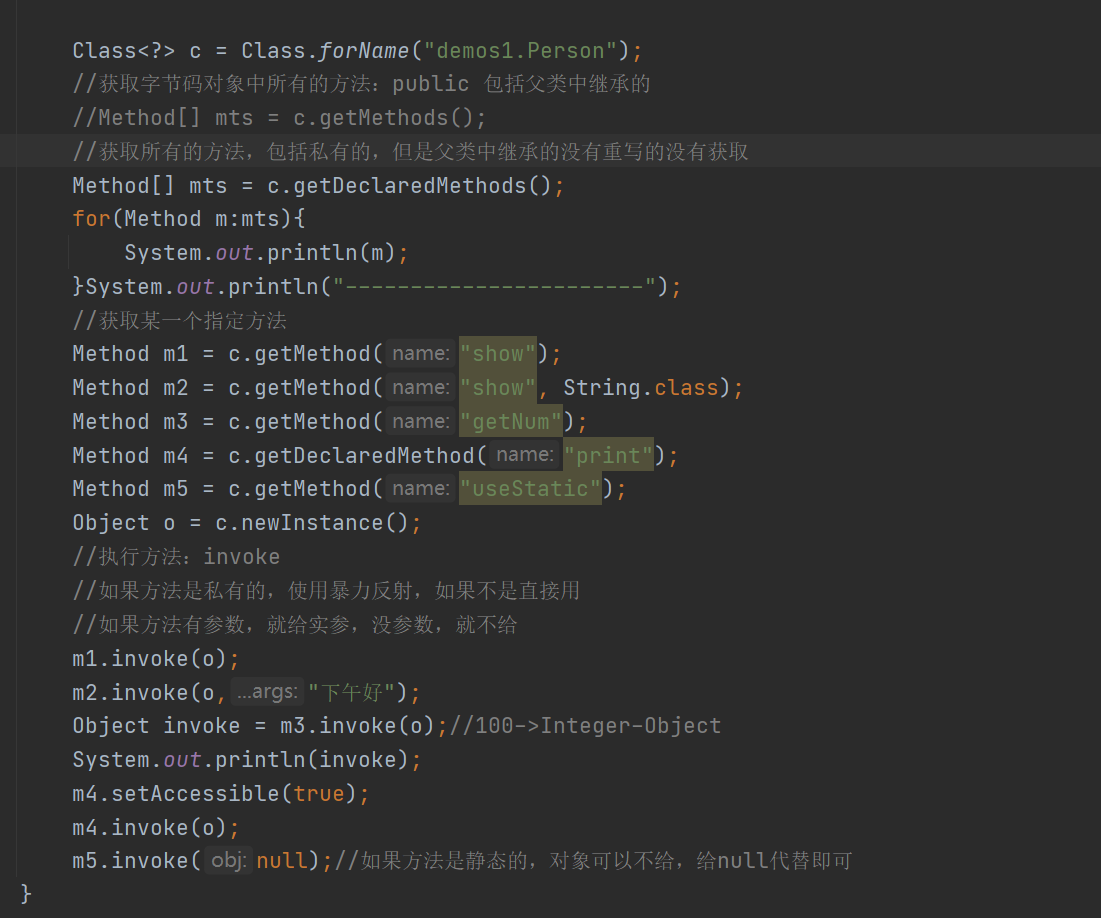 Class<?> c = Class.forName("demos1.Person");
//获取字节码对象中所有的方法：public 包括父类中继承的
//Method[] mts = c.getMethods();
//获取所有的方法，包括私有的，但是父类中继承的没有重写的没有获取
Method[] mts = c.getDeclaredMethods();
for(Method m:mts){
System.out.println(m);
}System.out.println("-----------------------");
//获取某一个指定方法
Method m1 = c.getMethod( name: "show");
Method m2 = c.getMethod( name: "show", String.class);
Method m3 = c.getMethod( name: "getNum");
Method m4 = c.getDeclaredMethod( name: "print");
Method m5 = c.getMethod( name: "useStatic");
Object o = c.newInstance();
//执行方法：invoke
//如果方法是私有的，使用暴力反射，如果不是直接用
//如果方法有参数，就给实参，没参数，就不给
m1.invoke(o);
m2.invoke(o, ...args: "下午好");
Object invoke = m3.invoke(o);//100->Integer-Object
System.out.println(invoke);
m4.setAccessible(true);
m4.invoke(o);
m5.invoke( obj: null);//如果方法是静态的，对象可以不给，给null代替即可
}